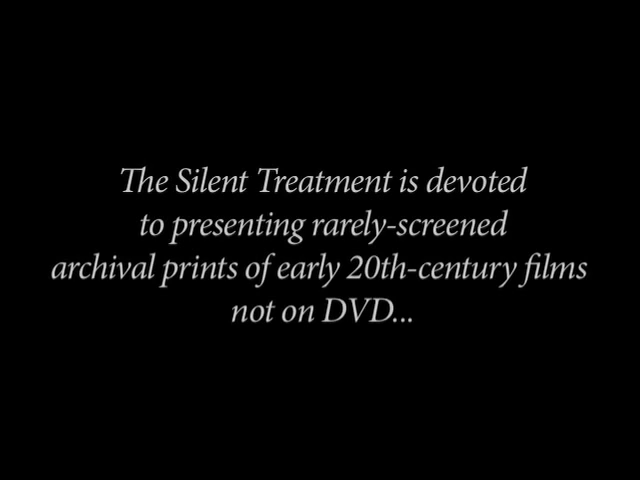 The Silent Treatment is devoted
to presenting rarely-screened
archival prints of early 20th-century films
not on DVD...